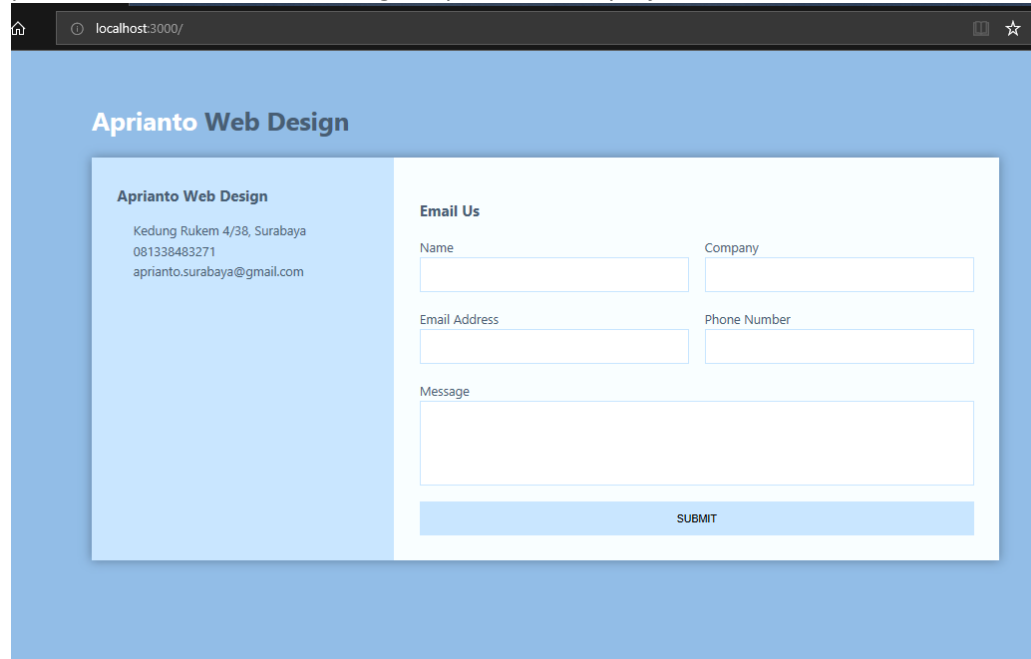 localhost:3000/
Aprianto Web Design
Aprianto Web Design
Kedung Rukem 4/38, Surabaya
081338483271
aprianto.surabaya@gmail.com
Email Us
Name
Company
Email Address
Phone Number
Message
SUBMIT